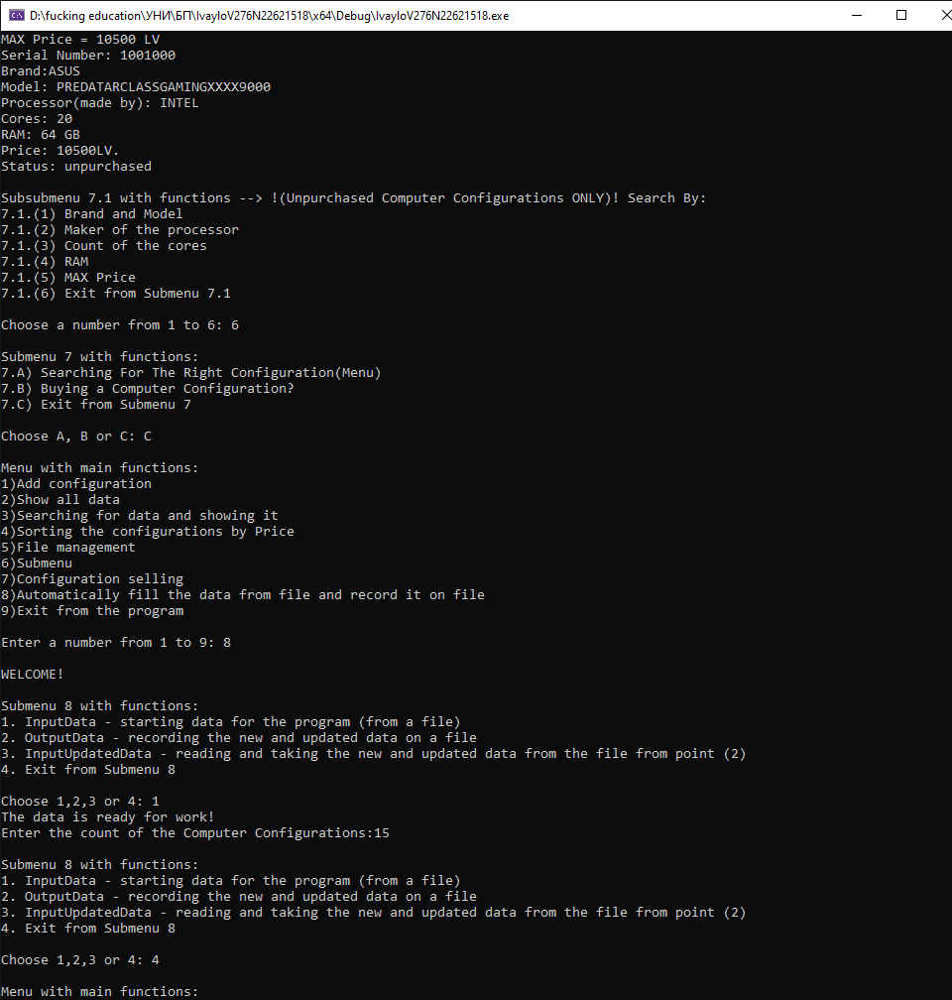 D:\fucking education\УНИ\БП\IvayloV276N22621518\x64\Debug\IvayloV276N22621518.exe
MAX Price = 10500 LV
Serial Number: 1001000
Brand:ASUS
Model: PREDATARCLASSGAMINGXXXX9000
Processor(made by): INTEL
Cores: 20
RAM: 64 GB
Price: 10500LV.
Status: unpurchased
Subsubmenu 7.1 with functions --> !(Unpurchased Computer Configurations ONLY)! Search By:
7.1.(1) Brand and Model
7.1.(2) Maker of the processor
7.1.(3) Count of the cores
7.1.(4) RAM
7.1.(5) MAX Price
7.1.(6) Exit from Submenu 7.1
Choose a number from 1 to 6: 6
Submenu 7 with functions:
7.A) Searching For The Right Configuration(Menu)
7.B) Buying a Computer Configuration?
7.C) Exit from Submenu 7
Choose A, B or C: C
Menu with main functions:
1)Add configuration
2)Show all data
3)Searching for data and showing it
4)Sorting the configurations by Price
5)File management
6)Submenu
7)Configuration selling
8)Automatically fill the data from file and record it on file
9)Exit from the program
Enter a number from 1 to 9: 8
WELCOME!
Submenu 8 with functions:
1. InputData - starting data for the program (from a file)
2. OutputData - recording the new and updated data on a file
3. InputUpdatedData - reading and taking the new and updated data from the file from point (2)
4. Exit from Submenu 8
Choose 1,2,3 or 4: 1
The data is ready for work!
Enter the count of the Computer Configurations:15
Submenu 8 with functions:
1. InputData - starting data for the program (from a file)
2. OutputData - recording the new and updated data on a file
3. InputUpdatedData - reading and taking the new and updated data from the file from point (2)
4. Exit from Submenu 8
Choose 1,2,3 or 4: 4
Menu with main functions: